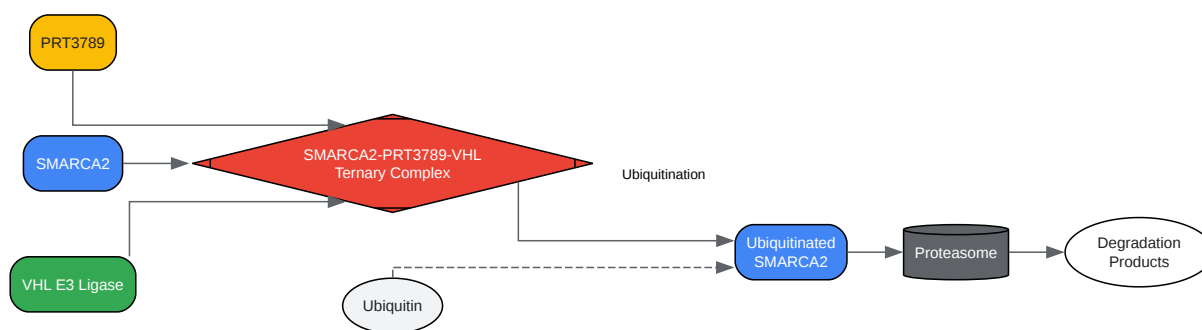 PRT3789
SMARCA2
SMARCA2-PRT3789-VHL
Ternary Complex
Ubiquitination
VHL E3 Ligase
Ubiquitin
Ubiquitinated
SMARCA2
Proteasome
Degradation
Products